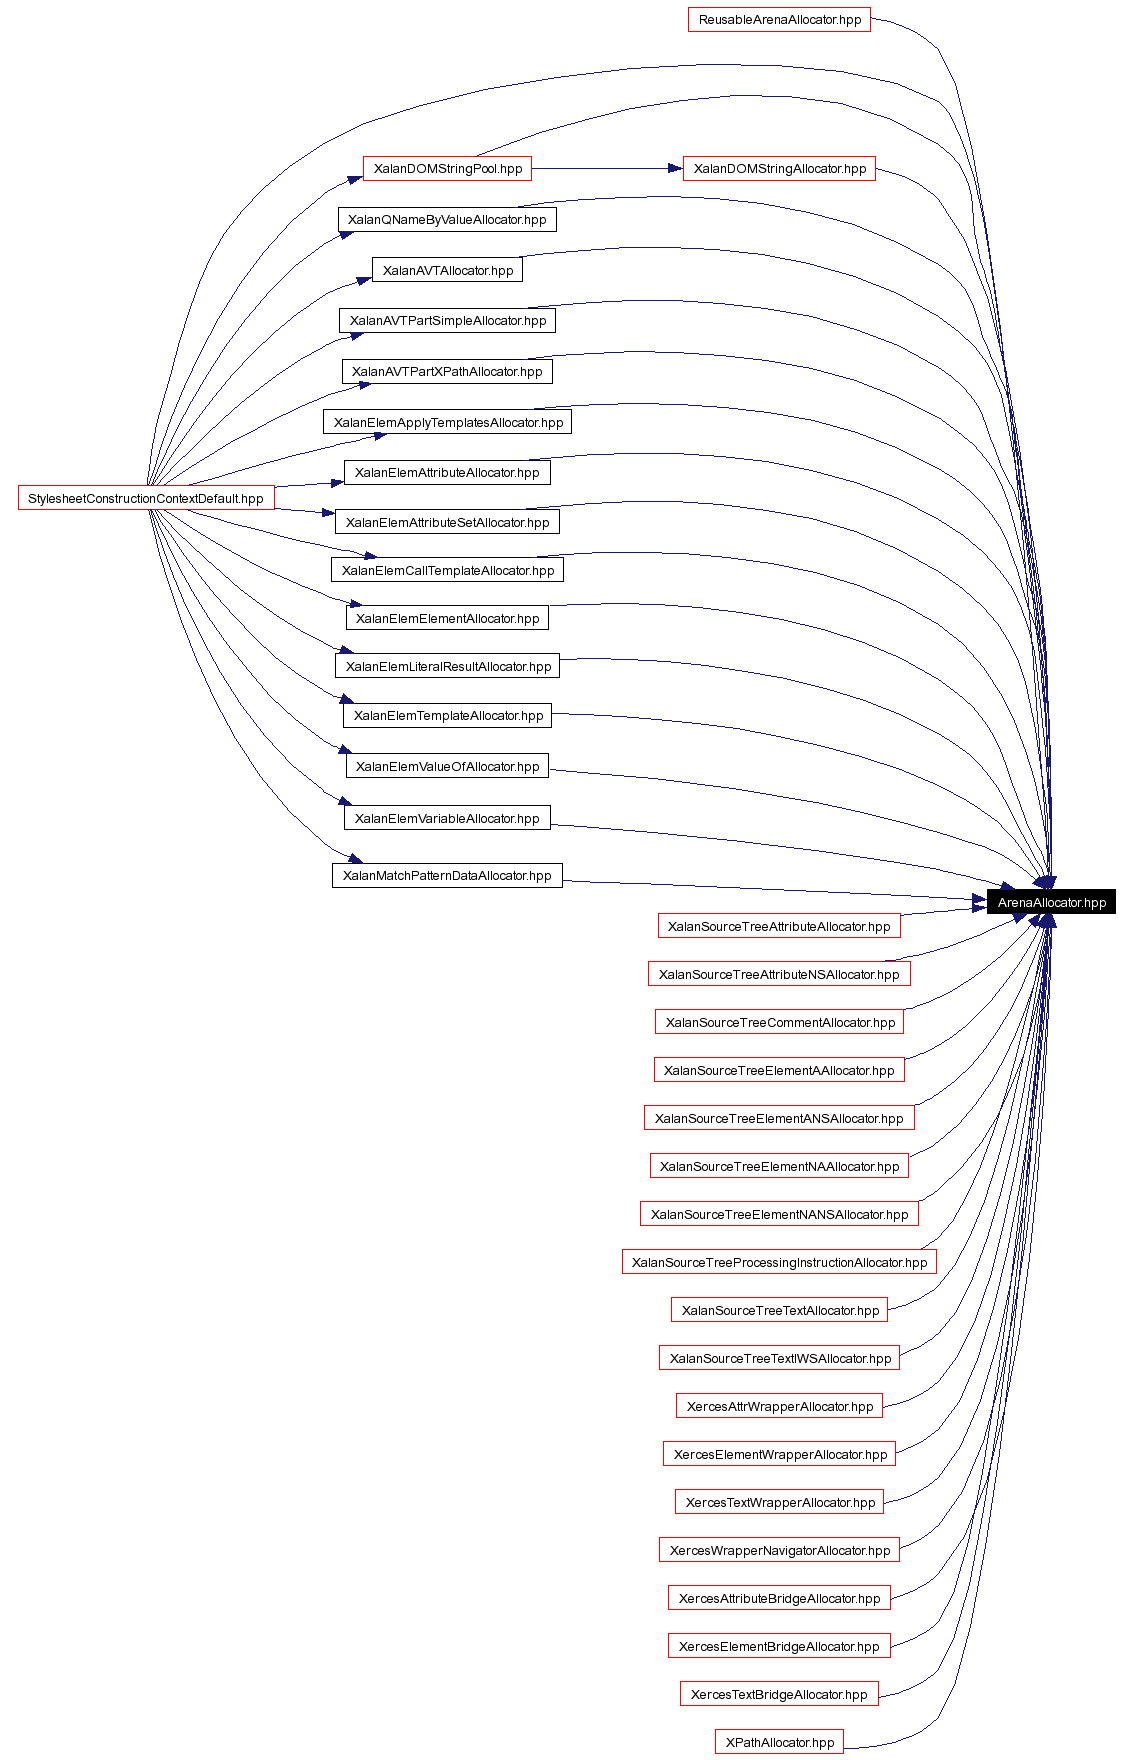 ReusableArenaAllocator.hpp
XalanDOMStringPool.hpp
XalanDOMStringAllocator.hpp
XalanQNameByValueAllocator.hpp
XalanAVTAllocator.hpp
XalanAVTPartSimpleAllocator.hpp
XalanAVTPartXPathAllocator.hpp
XalanElemApplyTemplatesAllocator.hpp
XalanElemAttributeAllocator.hpp
StylesheetConstructionContextDefault.hpp
XalanElemAttributeSetAllocator.hpp
XalanElemCallTemplateAllocator.hpp
XalanElemElementAllocator.hpp
XalanElemLiteralResultAllocator.hpp
XalanElemTemplateAllocator.hpp
XalanElemValueOfAllocator.hpp
XalanElemVariableAllocator.hpp
XalanMatchPatternDataAllocator.hpp
ArenaAllocator.hpp
XalanSourceTreeAttributeAllocator.hpp
XalanSourceTreeAttributeNSAllocator.hpp
XalanSourceTreeCommentAllocator.hpp
XalanSourceTreeElementAAllocator.hpp
XalanSourceTreeElementANSAllocator.hpp
XalanSourceTreeElementNAAllocator.hpp
XalanSourceTreeElementNANSAllocator.hpp
XalanSourceTreeProcessingInstructionAllocator.hpp
XalanSourceTreeTextAllocator.hpp
XalanSourceTreeTextIWSAllocator.hpp
XercesAttrWrapperAllocator.hpp
XercesElementWrapperAllocator.hpp
XercesTextWrapperAllocator.hpp
XercesWrapperNavigatorAllocator.hpp
XercesAttributeBridgeAllocator.hpp
XercesElementBridgeAllocator.hpp
XercesTextBridgeAllocator.hpp
XPathAllocator.hpp